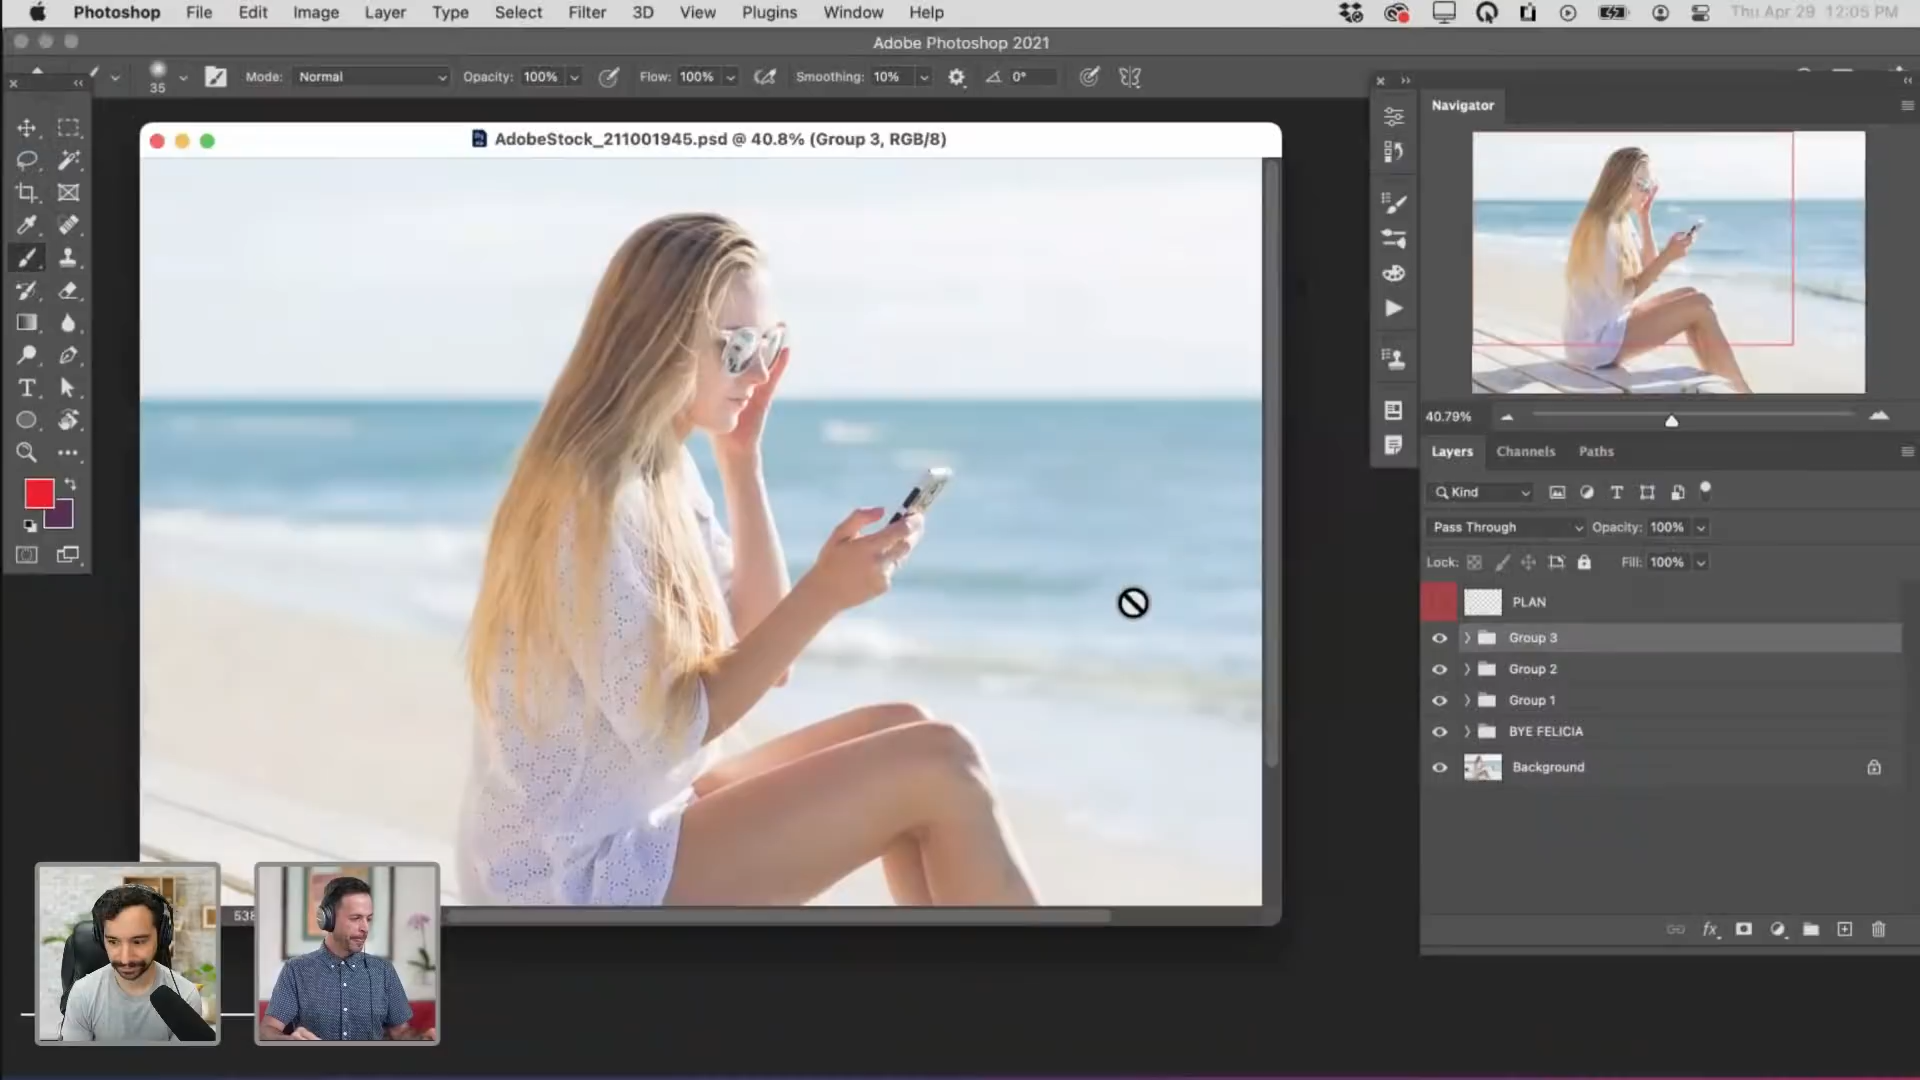 Photoshop File Edit Image Layer Type Select Filter 3D View Plugins Window Help Thu Apr 29 12:05 PM
Adobe Photoshop 2021
35 Mode: Normal Opacity: 100% Flow: 100% Smoothing: 10% 0°
AdobeStock_211001945.psd @ 40.8% (Group 3, RGB/8)
Navigator
40.79%
Layers Channels Paths
Kind
Pass Through Opacity: 100%
Lock: Fill: 100%
PLAN
Group 3
Group 2
Group 1
BYE FELICIA
Background
538